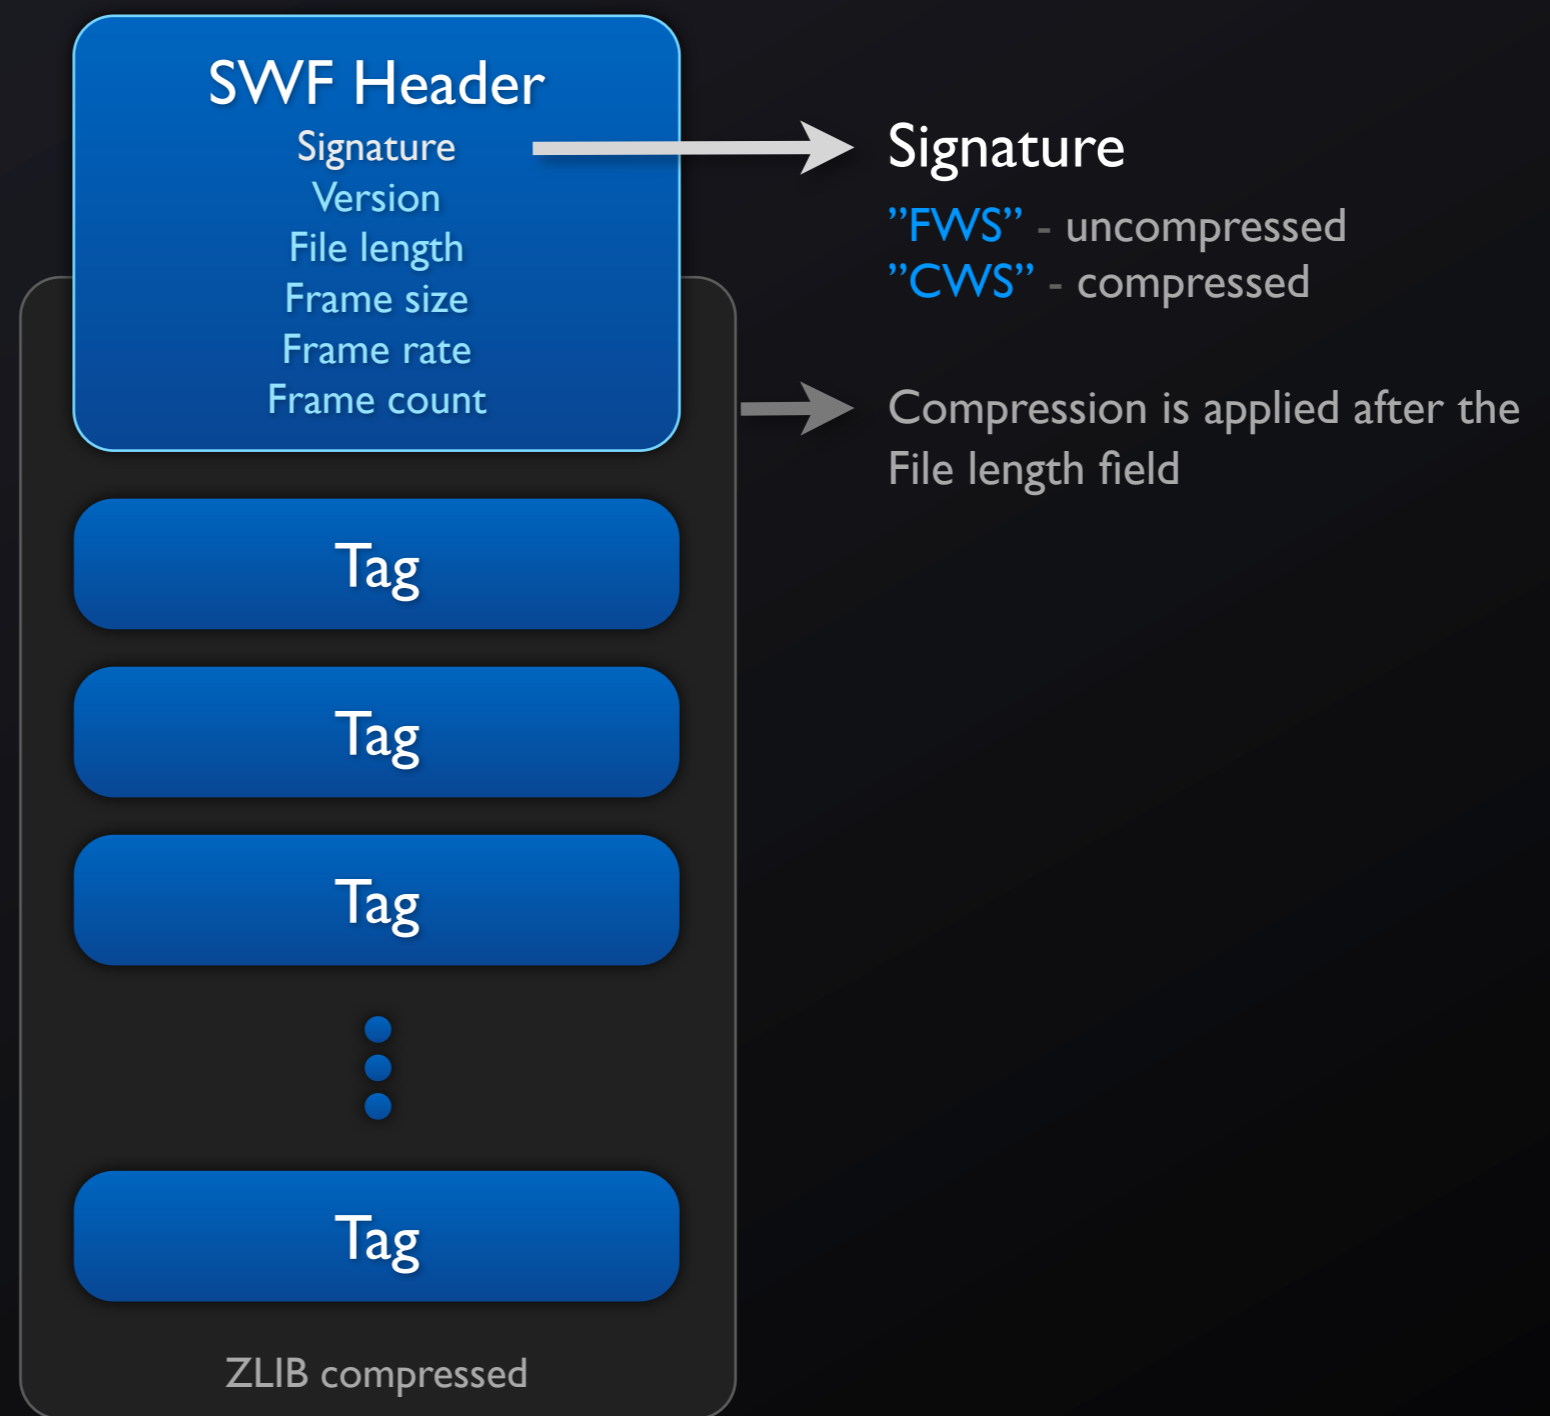 SWF Header
Signature
Version
File length
Frame size
Frame rate
Frame count
Signature
”FWS” - uncompressed
”CWS” - compressed
Compression is applied after the
File length field
Tag
Tag
Tag
Tag
ZLIB compressed